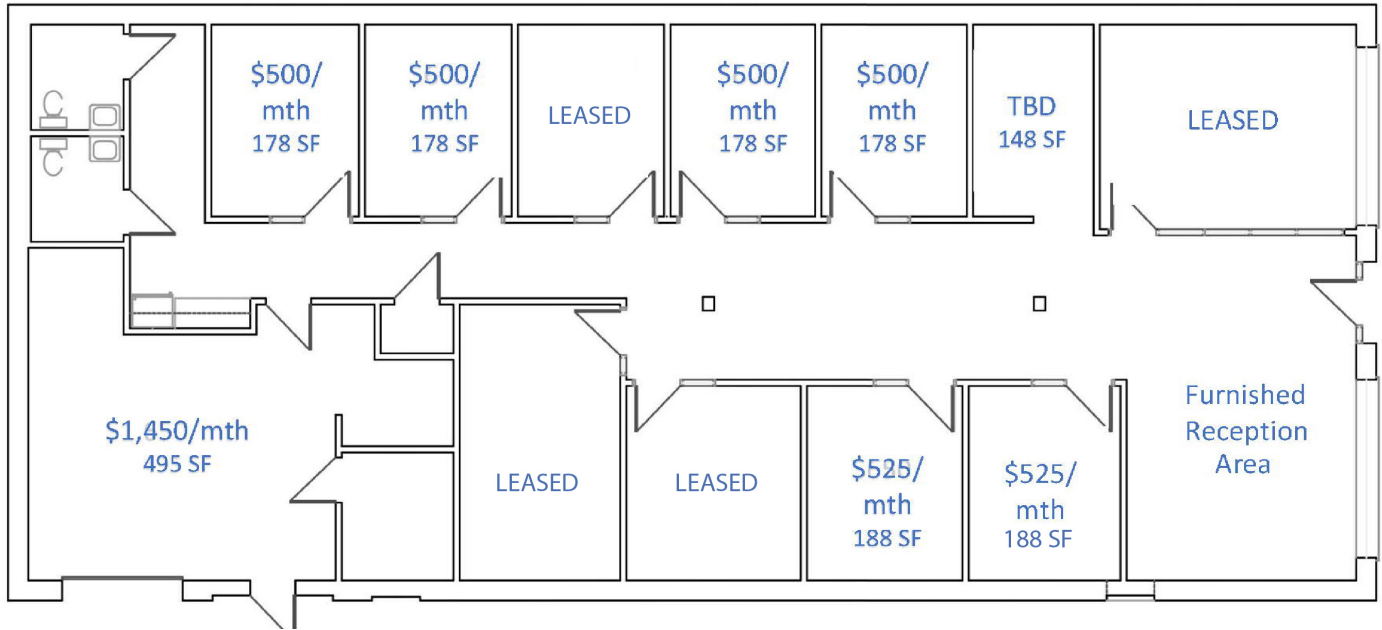 $500/
mth
178 SF
$500/
mth
178 SF
LEASED
$500/
mth
178 SF
$500/
mth
178 SF
TBD
148 SF
LEASED
$1,450/mth
495 SF
LEASED
LEASED
$525/
mth
188 SF
$525/
mth
188 SF
Furnished
Reception
Area